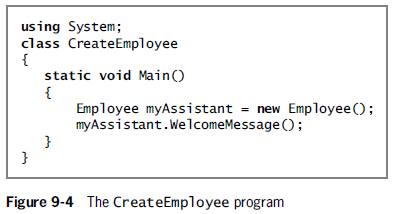 using System;
class CreateEmployee
{
static void Main()
{
Employee myAssistant = new Employee();
myAssistant.WelcomeMessage();
}
}
Figure 9-4 The CreateEmployee program